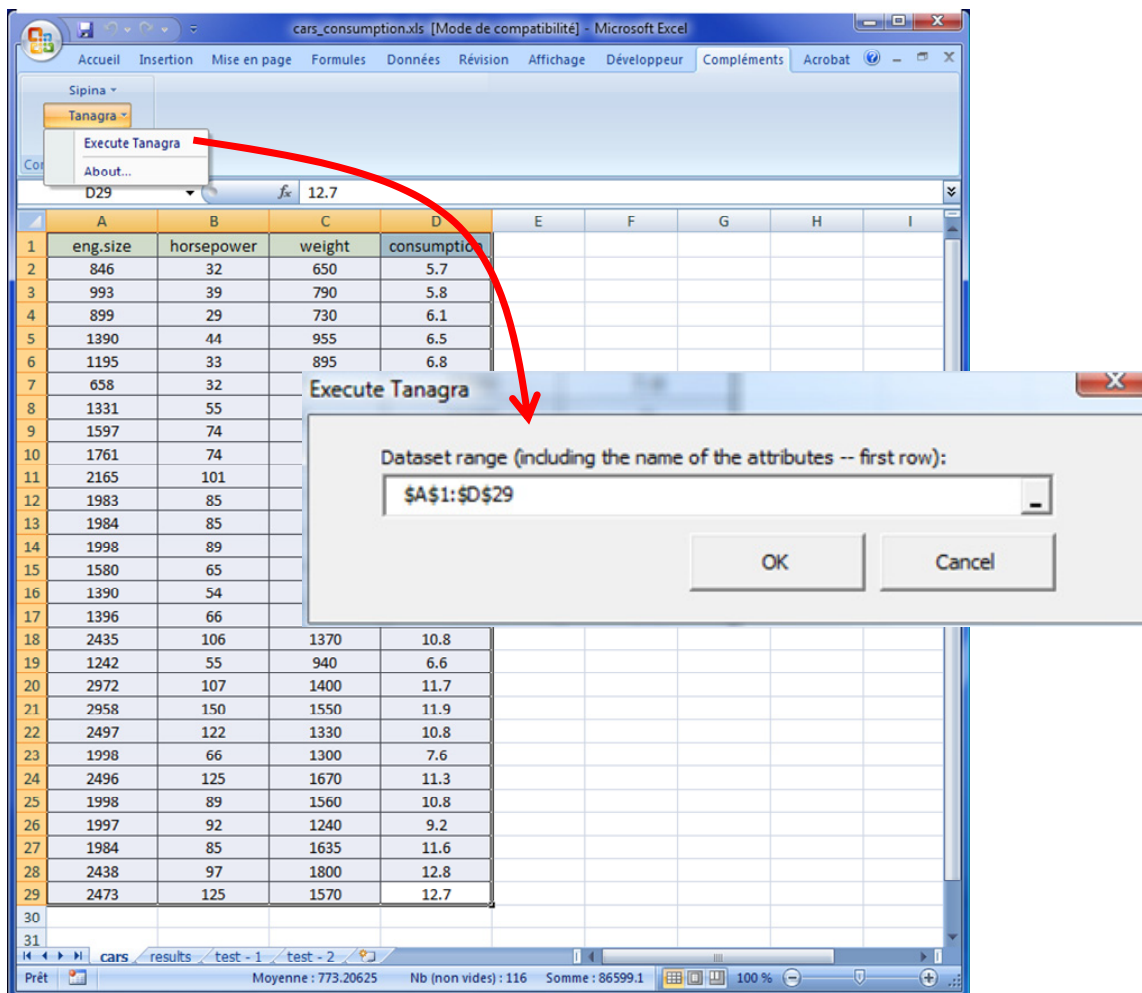 cars_consumption.xls [Mode de compatibilité] - Microsoft Excel
Accueil Insertion Mise en page Formules Données Révision Affichage Développeur Compléments Acrobat
Sipina
Tanagra
Execute Tanagra
Cor
About...
D29 fx 12.7
A B C D E F G H I
1 eng.size horsepower weight consumption
2 846 32 650 5.7
3 993 39 790 5.8
4 899 29 730 6.1
5 1390 44 955 6.5
6 1195 33 895 6.8
7 658 32
8 1331 55
9 1597 74
10 1761 74
11 2165 101
12 1983 85
13 1984 85
14 1998 89
15 1580 65
16 1390 54
17 1396 66
Execute Tanagra
Dataset range (including the name of the attributes -- first row):
$A$1:$D$29
OK Cancel
18 2435 106 1370 10.8
19 1242 55 940 6.6
20 2972 107 1400 11.7
21 2958 150 1550 11.9
22 2497 122 1330 10.8
23 1998 66 1300 7.6
24 2496 125 1670 11.3
25 1998 89 1560 10.8
26 1997 92 1240 9.2
27 1984 85 1635 11.6
28 2438 97 1800 12.8
29 2473 125 1570 12.7
30
31
cars results test - 1 test - 2
Prêt Moyenne : 773.20625 Nb (non vides) : 116 Somme : 86599.1 100 %